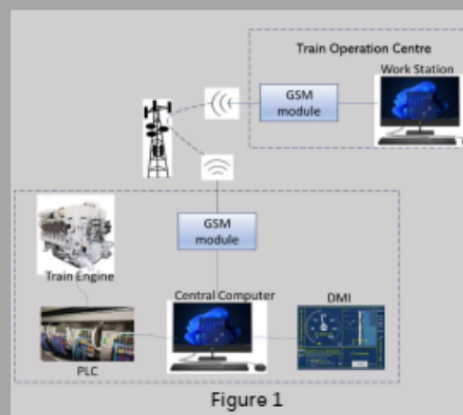 Train Operation Centre
Work Station
GSM
module
GSM
module
Train Engine
Central Computer
DMI
PLC
Figure 1